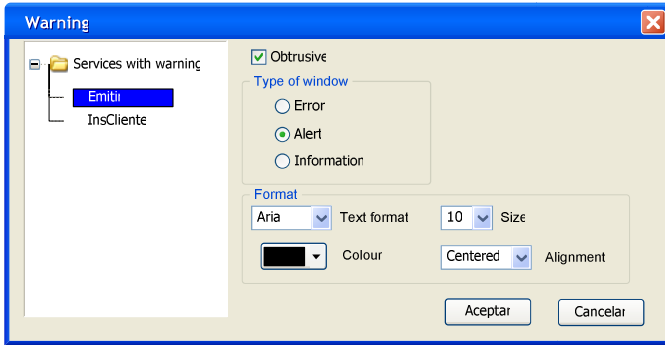 Warning
Services with warning
Emitir
InsCliente
Obtrusive
Type of window
Error
Alert
Information
Format
Aria
Text format
10
Size
Colour
Centered
Alignment
Aceptar
Cancelar